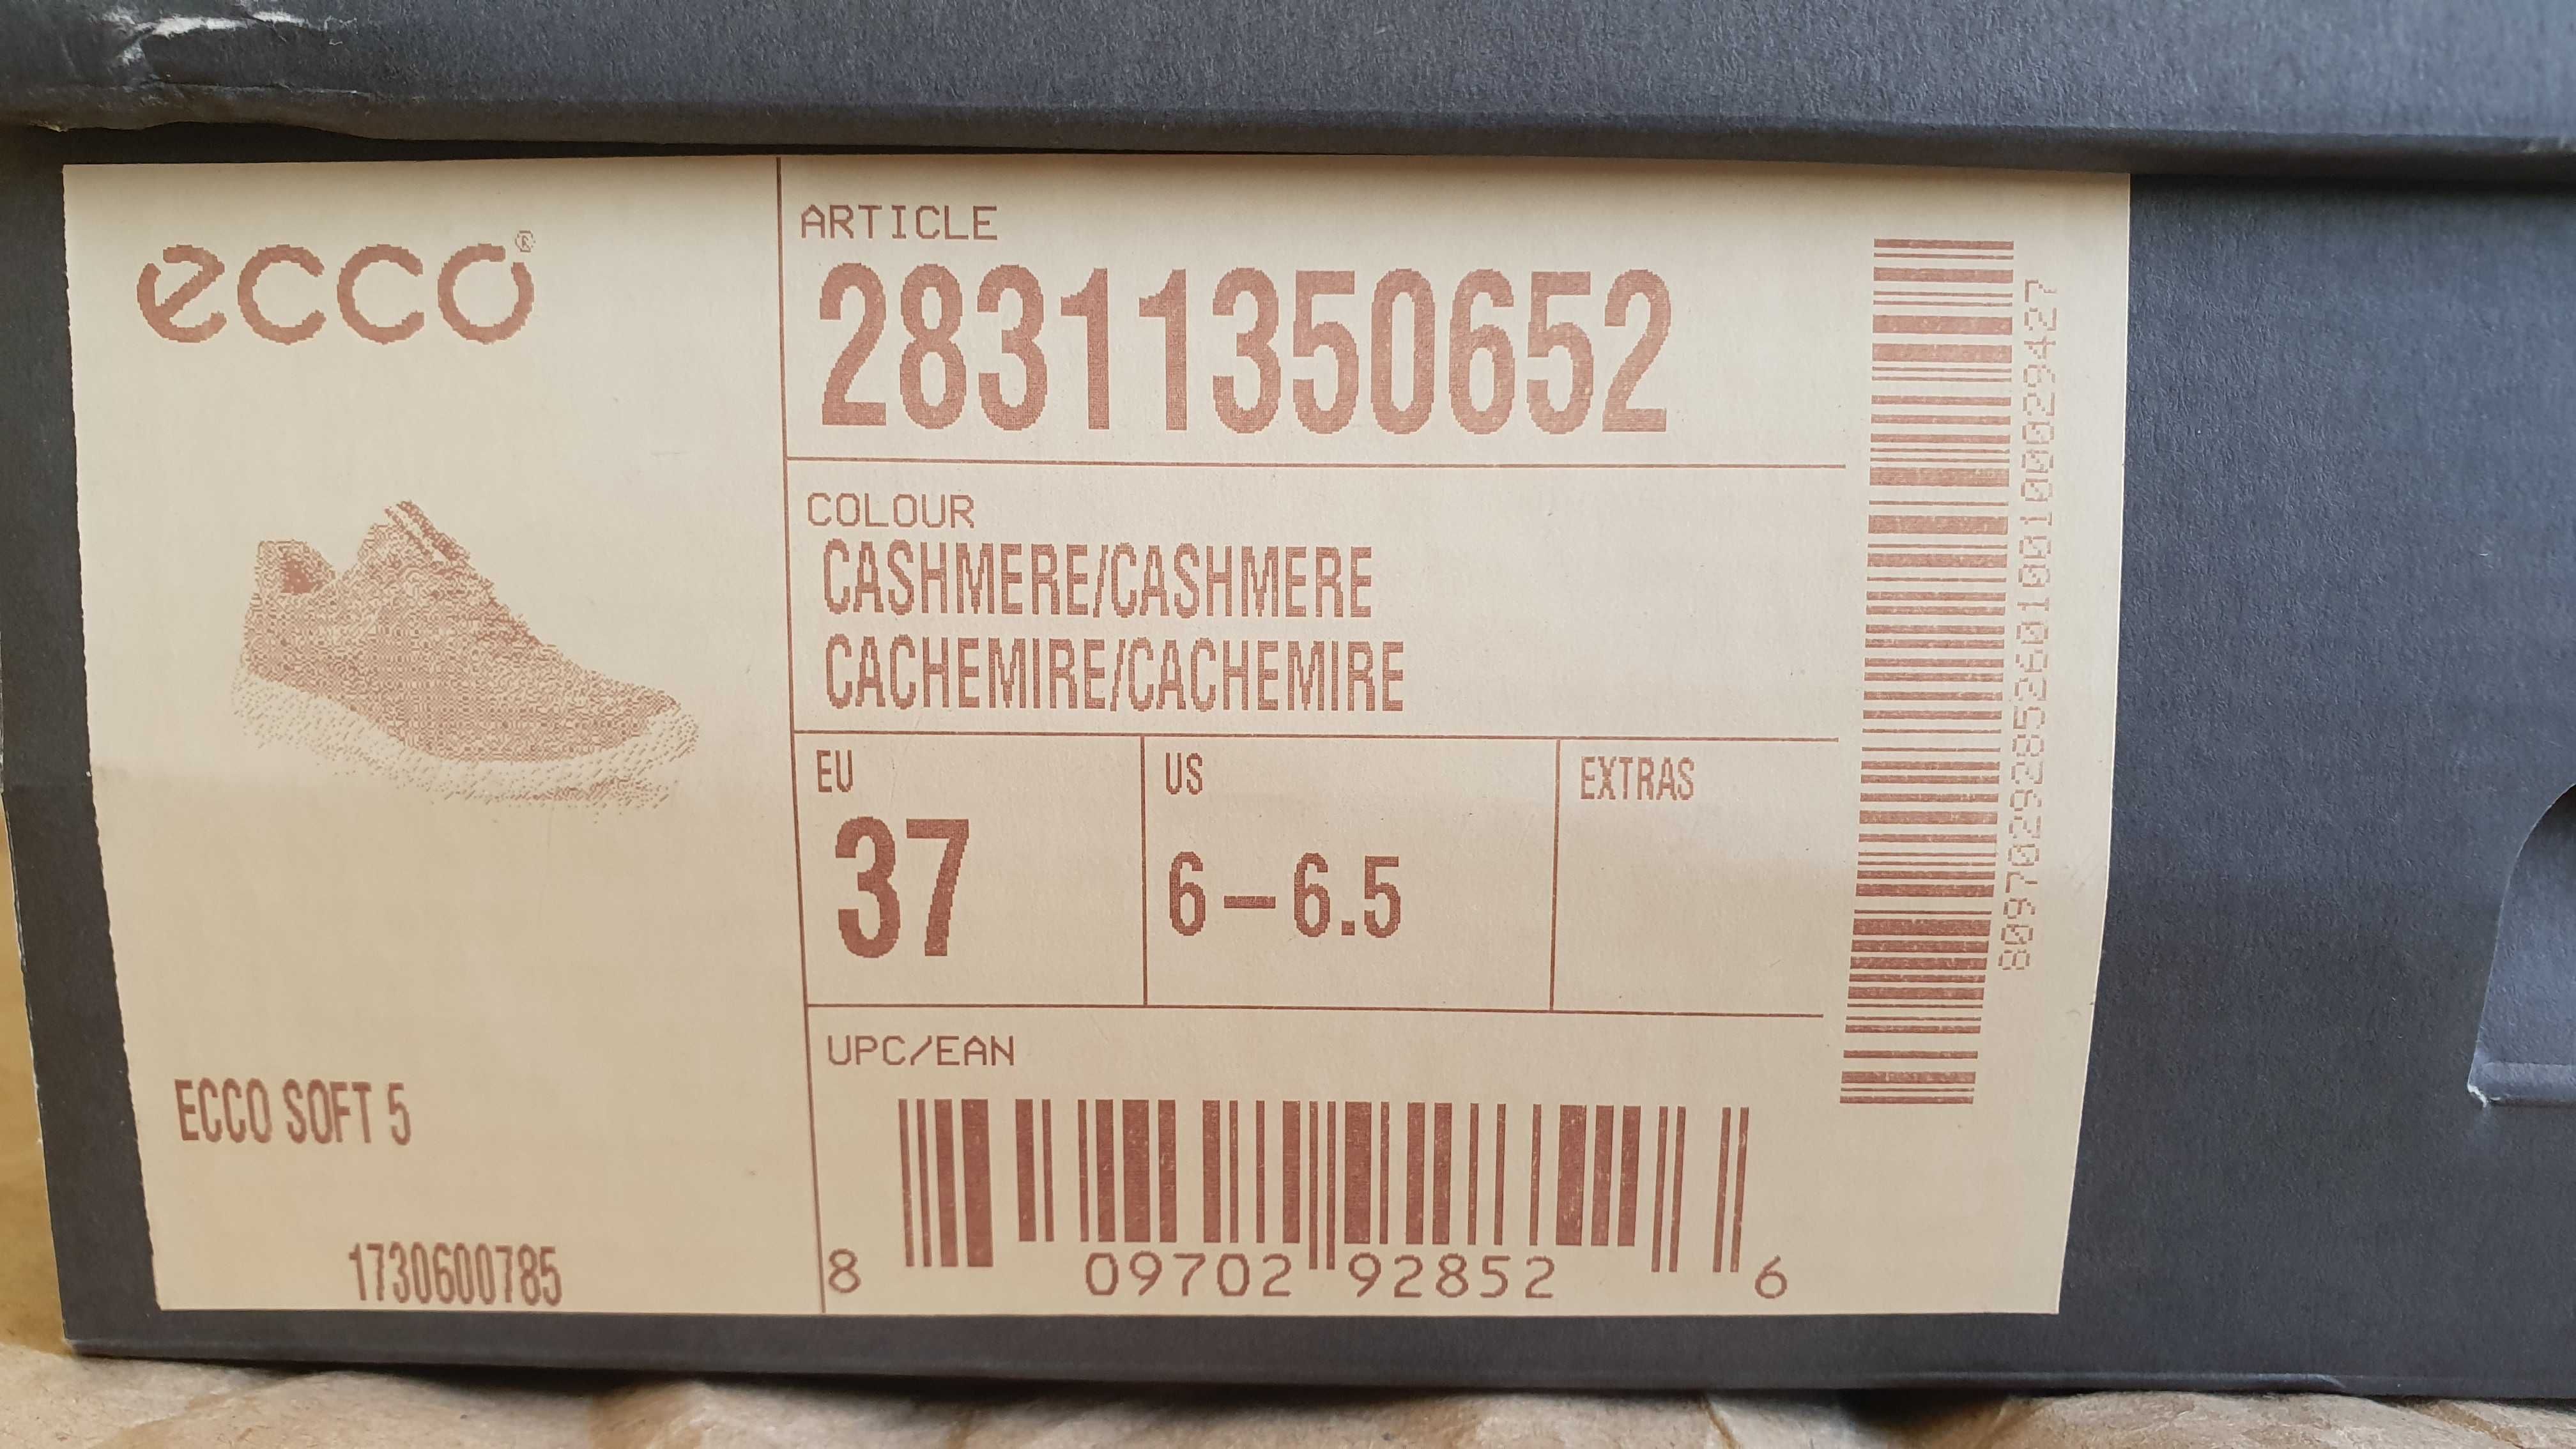 ecco®
ECCO SOFT 5
1730600785
ARTICLE
28311350652
COLOUR
CASHMERE/CASHMERE
CACHEMIRE/CACHEMIRE
EU
37
US
6–6.5
EXTRAS
UPC/EAN
8 09702 92852 6
8097029285260100100029427